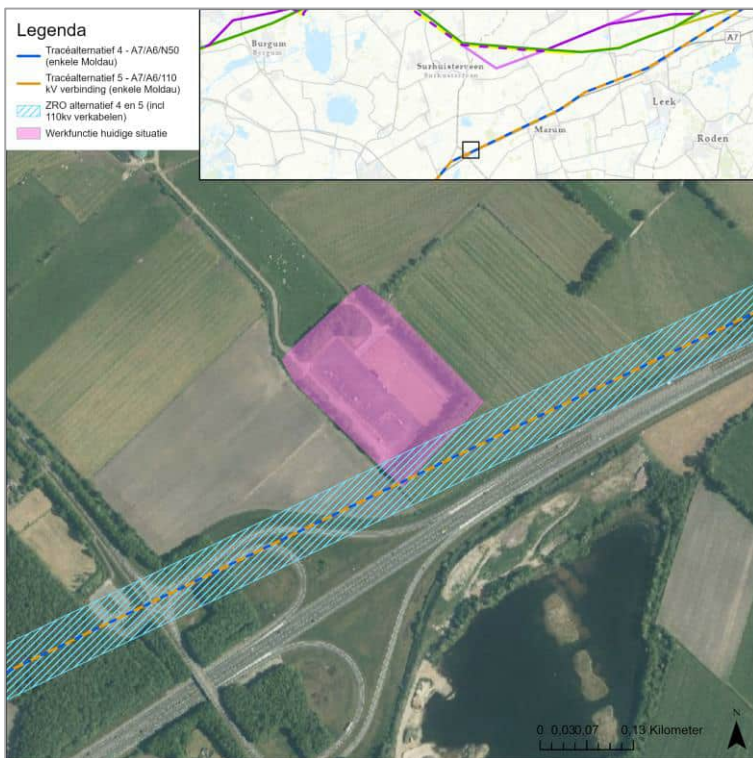 Legenda
Tracéalternatief 4 - A7/A6/N50
(enkele Moldau)
Tracéalternatief 5 - A7/A6/110
kV verbinding (enkele Moldau)
ZRO alternatief 4 en 5 (incl
110kv verkabelen)
Werkfunctie huidige situatie
Burgum
Bergum
Surhuisterveen
Surhústerfean
A7
Leek
Marum
Roden
N
0 0,030,07 0,13 Kilometer